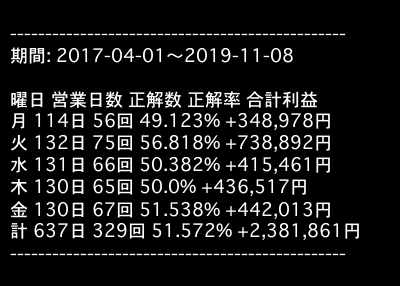 ------------------------------------------------
期間: 2017-04-01〜2019-11-08
曜日 営業日数 正解数 正解率 合計利益
月 114日 56回 49.123% +348,978円
火 132日 75回 56.818% +738,892円
水 131日 66回 50.382% +415,461円
木 130日 65回 50.0% +436,517円
金 130日 67回 51.538% +442,013円
計 637日 329回 51.572% +2,381,861円
------------------------------------------------